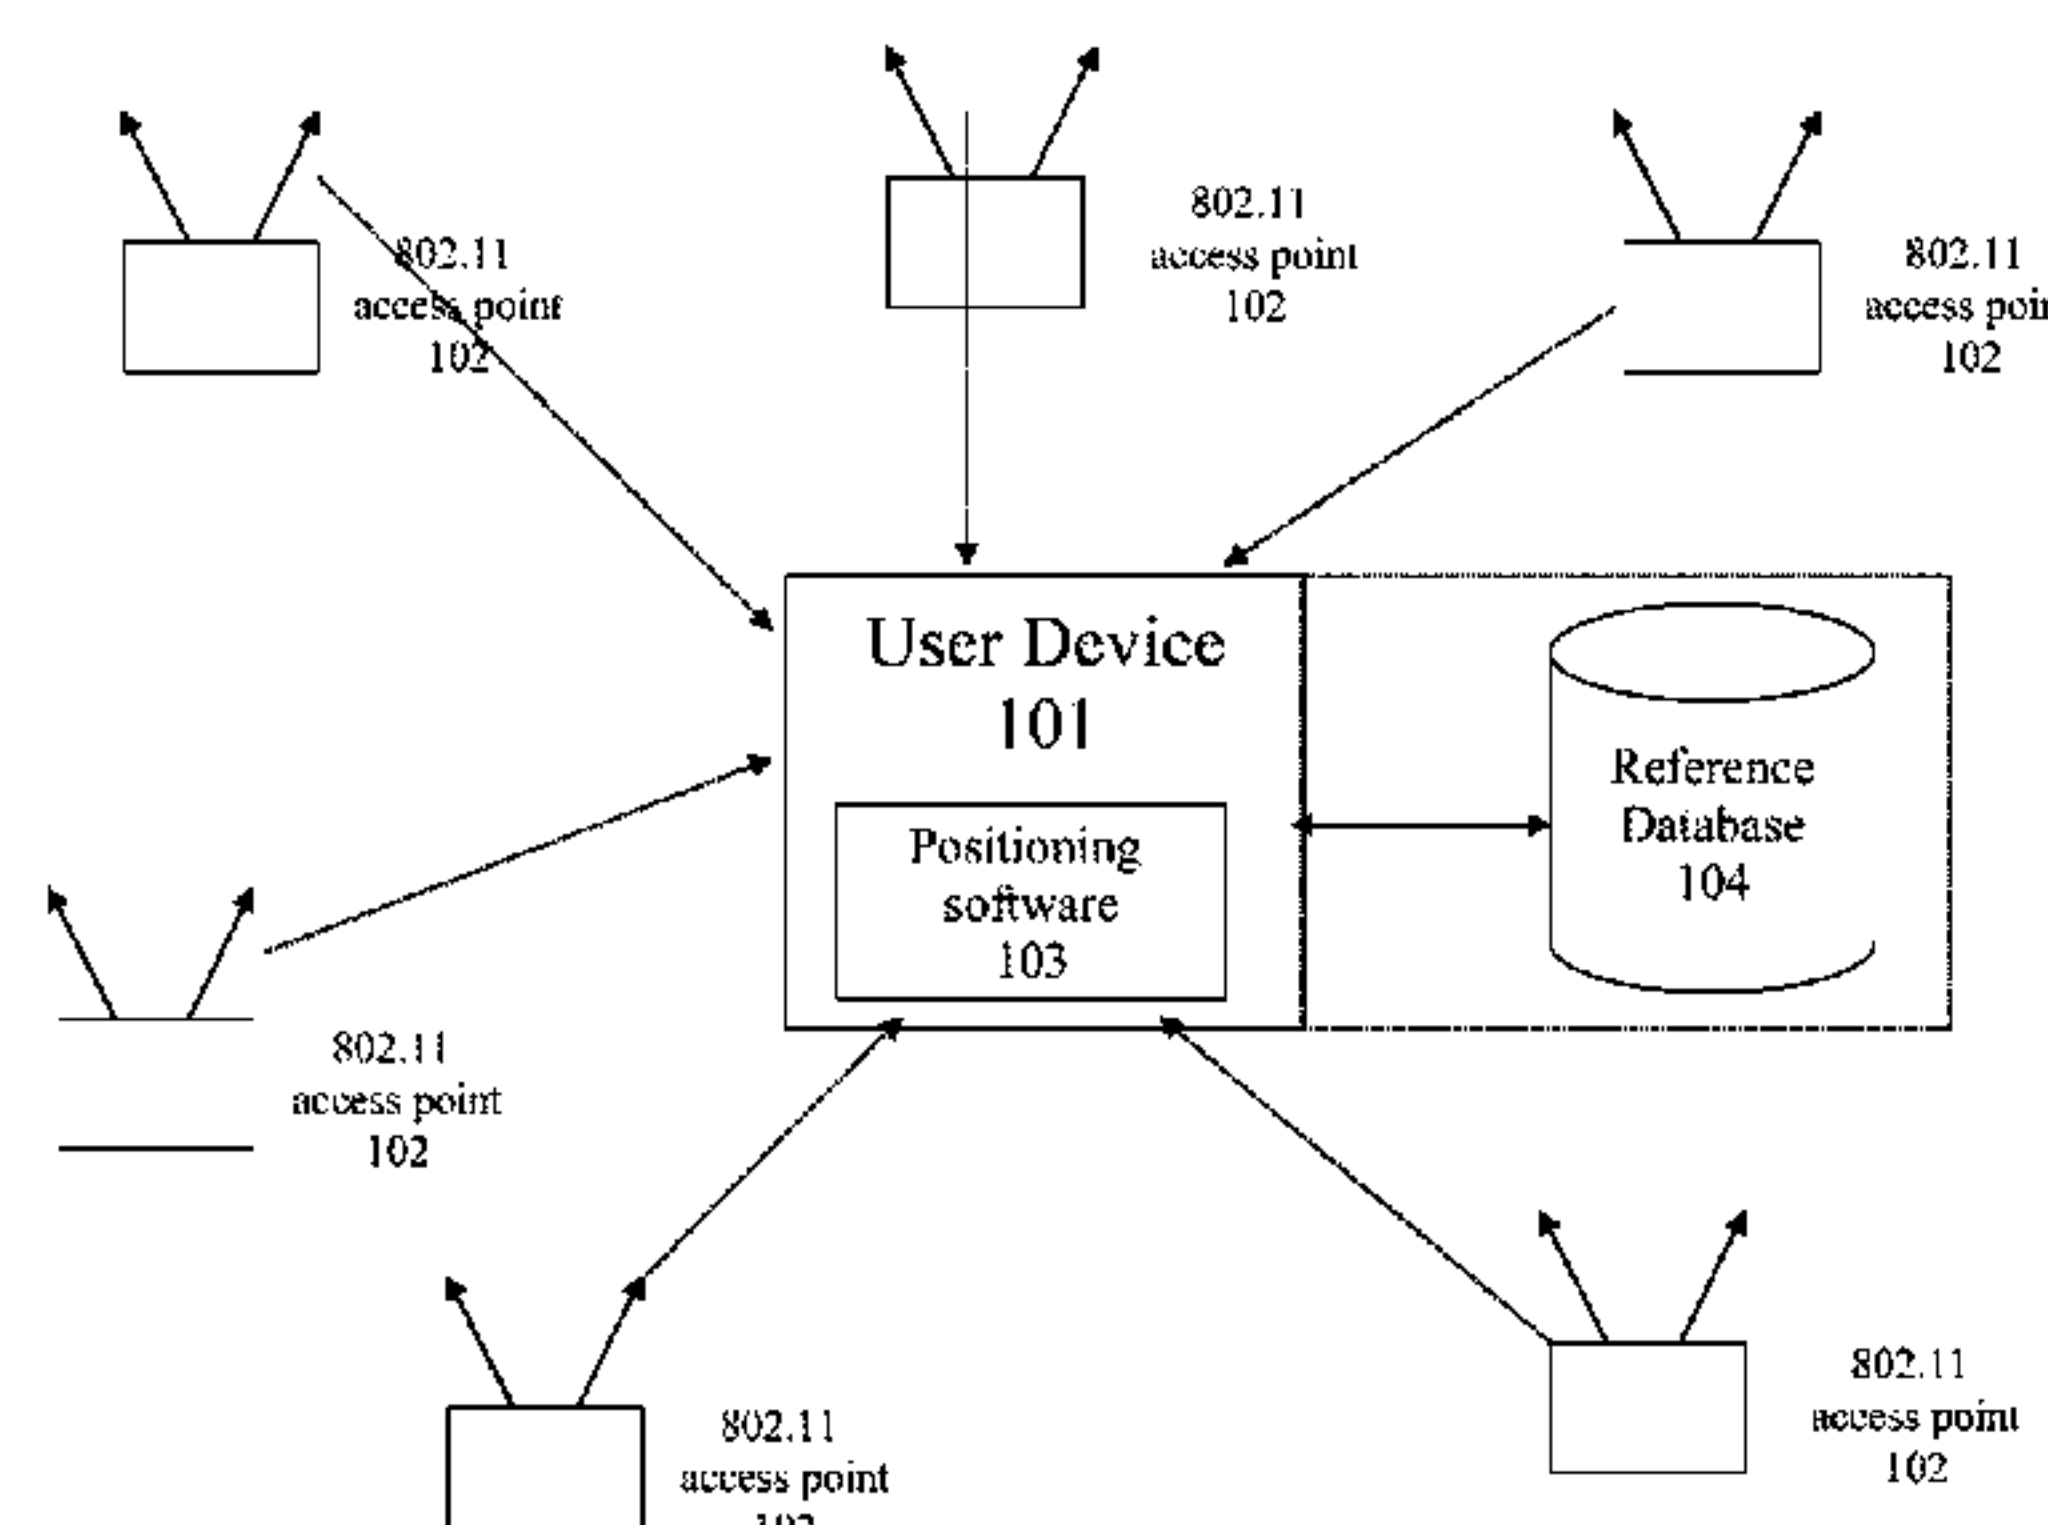 802.11
access point
102
802.11
access point
102
802.11
access poi
102
User Device
101
Positioning
software
103
Reference
Database
104
802.11
access point
102
802.11
access point
102
802.11
access point
102